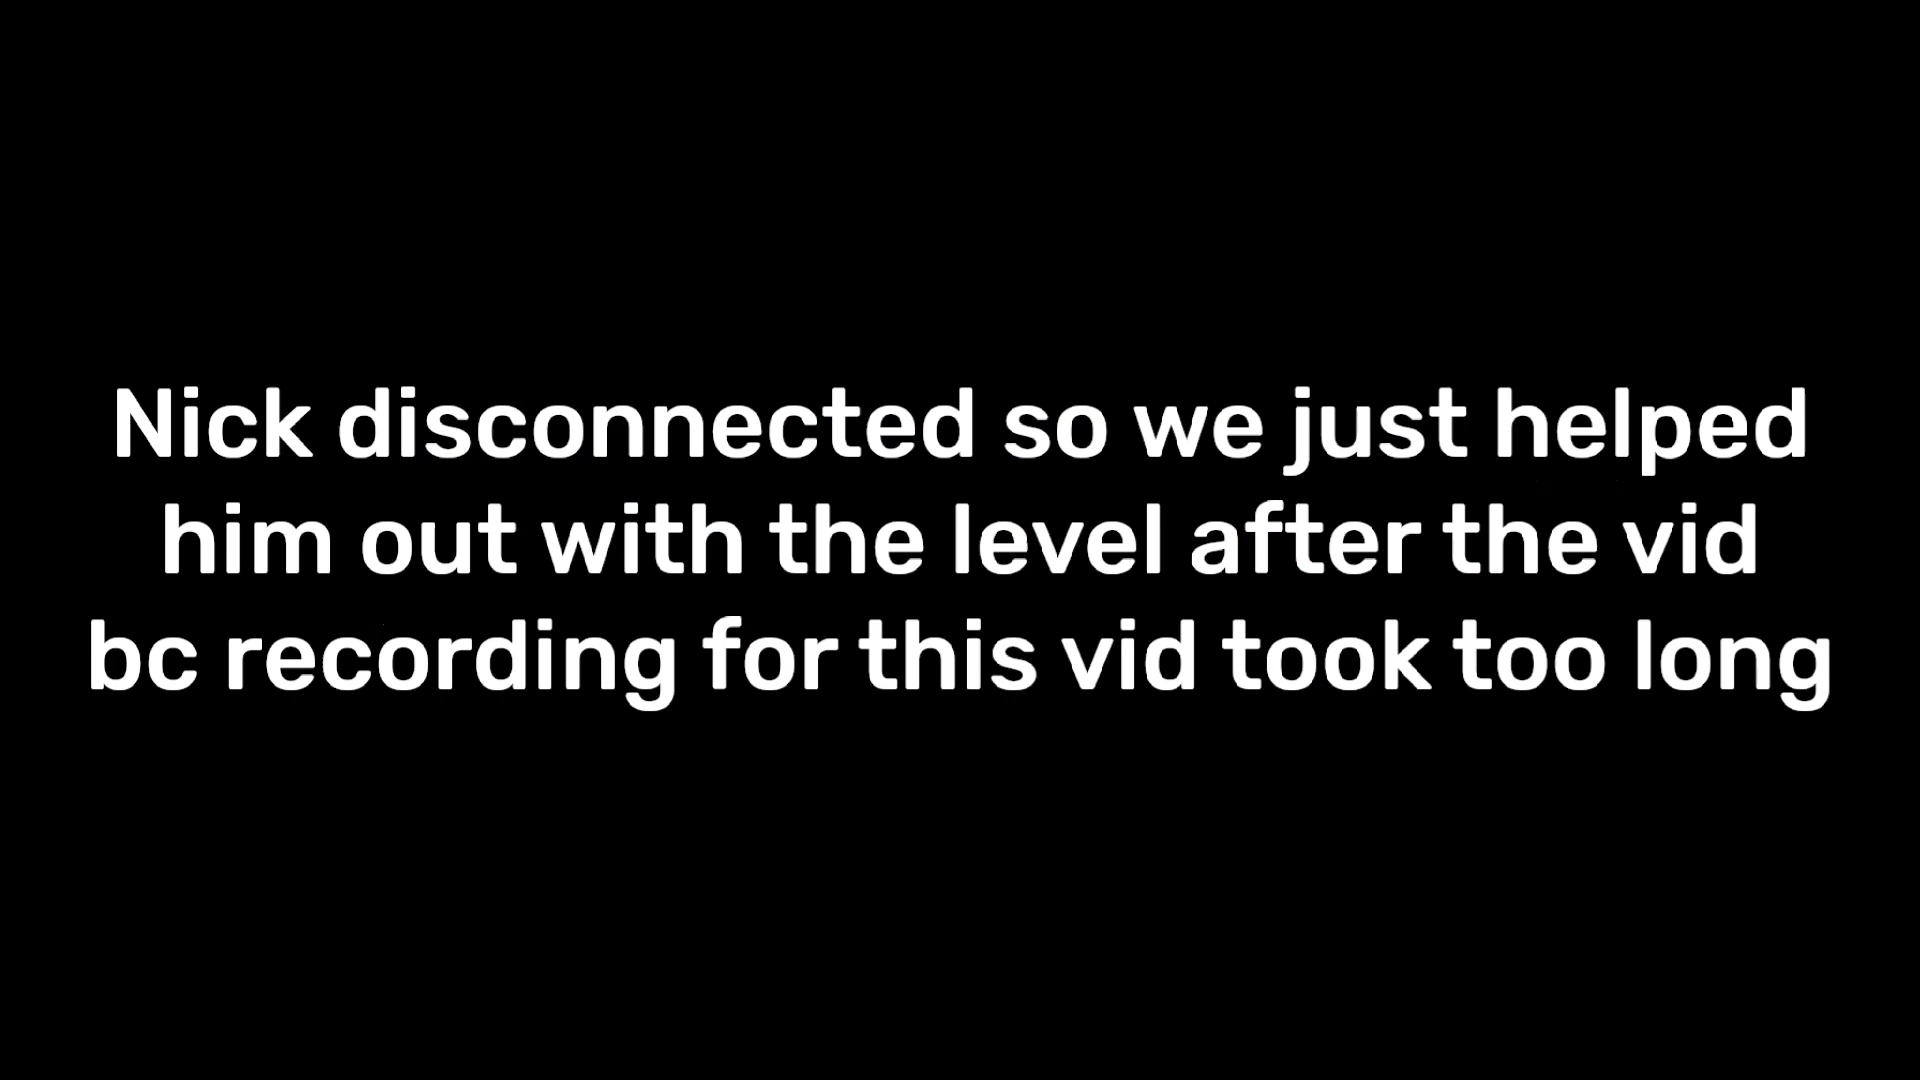 Nick disconnected so we just helped
him out with the level after the vid
bc recording for this vid took too long